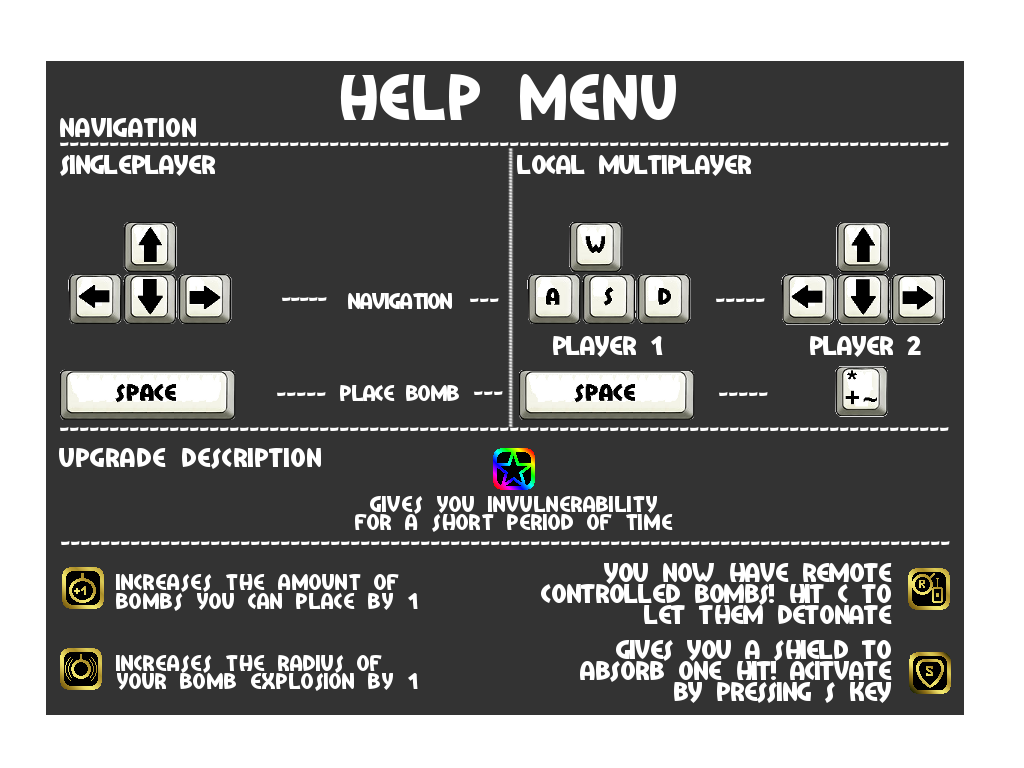 HELP MENU
NAVIGATION
SINGLEPLAYER
LOCAL MULTIPLAYER
W
A S D
----- NAVIGATION ---
-----
PLAYER 1
PLAYER 2
SPACE
----- PLACE BOMB ---
SPACE
-----
*
+~
UPGRADE DESCRIPTION
GIVES YOU INVULNERABILITY
FOR A SHORT PERIOD OF TIME
+1
INCREASES THE AMOUNT OF
BOMBS YOU CAN PLACE BY 1
YOU NOW HAVE REMOTE
CONTROLLED BOMBS! HIT C TO
LET THEM DETONATE
R
INCREASES THE RADIUS OF
YOUR BOMB EXPLOSION BY 1
GIVES YOU A SHIELD TO
ABSORB ONE HIT! ACITVATE
BY PRESSING S KEY
S